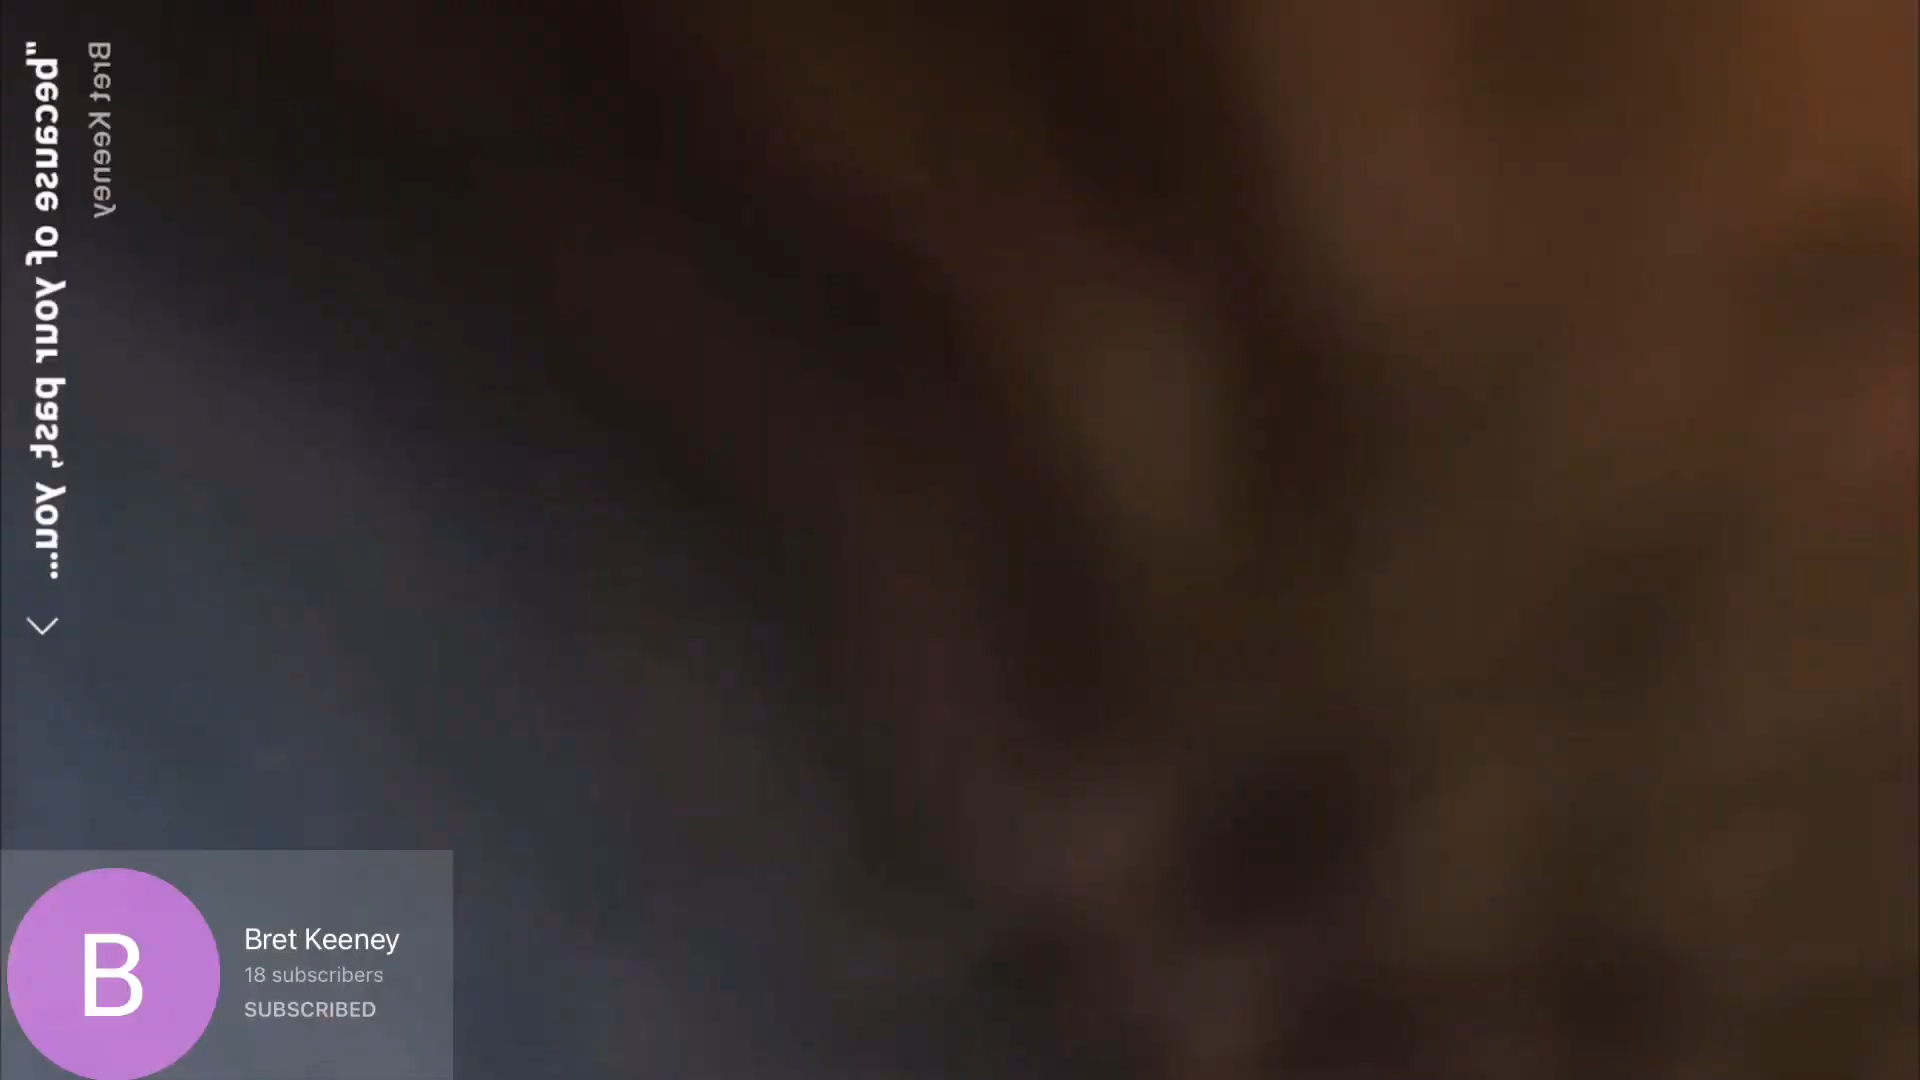 "because of your past, you...
Bret Keeney
Bret Keeney
18 subscribers
SUBSCRIBED
B